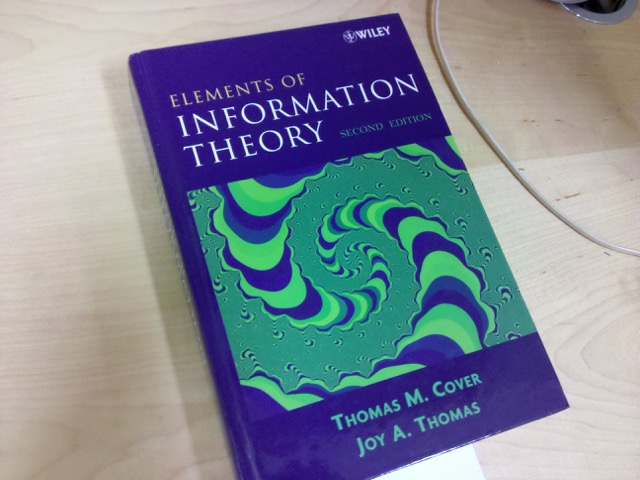 WILEY
ELEMENTS OF
INFORMATION
THEORY SECOND EDITION
THOMAS M. COVER
JOY A. THOMAS